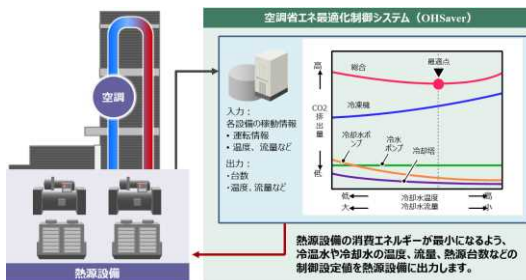 空調省エネ最適化制御システム（OHSaver）
空調
入力：
各設備の稼動情報
・運転情報
・温度、流量など
出力：
・台数
・温度、流量など
高
CO2
排出量
低
総合
最適点
冷凍機
冷却水ポンプ
冷水
ポンプ
冷却塔
低
冷却水温度
高
大
冷却水流量
小
熱源設備
熱源設備の消費エネルギーが最小になるよう、
冷温水や冷却水の温度、流量、熱源台数などの
制御設定値を熱源設備に出力します。